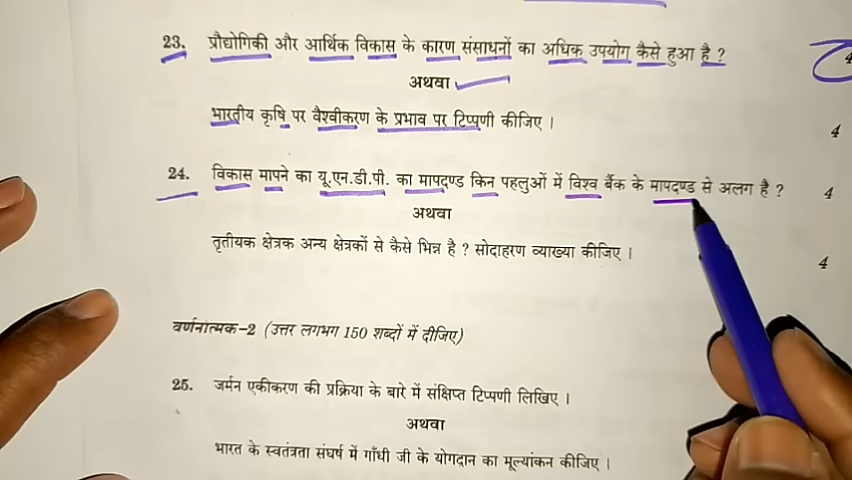 23. प्रौद्योगिकी और आर्थिक विकास के कारण संसाधनों का अधिक उपयोग कैसे हुआ है ? 4
अथवा
भारतीय कृषि पर वैश्वीकरण के प्रभाव पर टिप्पणी कीजिए । 4
24. विकास मापने का यू.एन.डी.पी. का मापदण्ड किन पहलुओं में विश्व बैंक के मापदण्ड से अलग है ? 4
अथवा
तृतीयक क्षेत्रक अन्य क्षेत्रकों से कैसे भिन्न है ? सोदाहरण व्याख्या कीजिए । 4
वर्णनात्मक-2 (उत्तर लगभग 150 शब्दों में दीजिए)
25. जर्मन एकीकरण की प्रक्रिया के बारे में संक्षिप्त टिप्पणी लिखिए ।
अथवा
भारत के स्वतंत्रता संघर्ष में गाँधी जी के योगदान का मूल्यांकन कीजिए ।